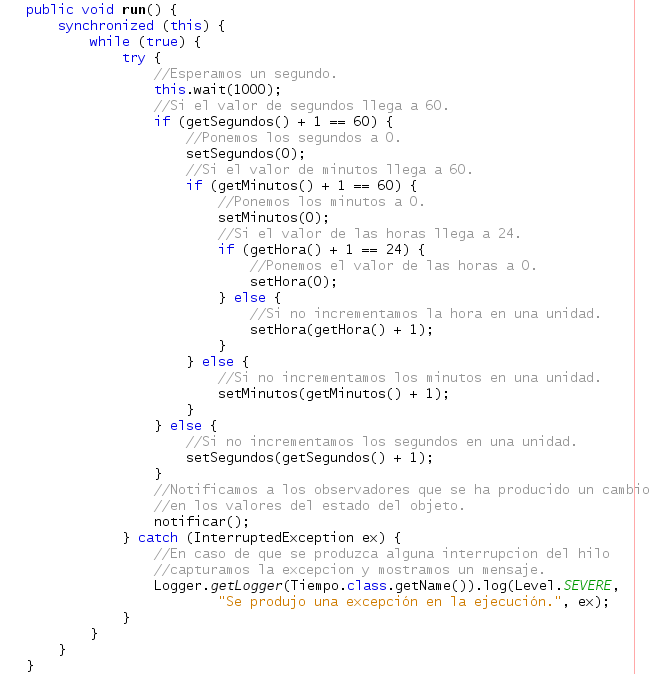 public void run() {
synchronized (this) {
while (true) {
try {
//Esperamos un segundo.
this.wait(1000);
//Si el valor de segundos llega a 60.
if (getSegundos() + 1 == 60) {
//Ponemos los segundos a 0.
setSegundos(0);
//Si el valor de minutos llega a 60.
if (getMinutos() + 1 == 60) {
//Ponemos los minutos a 0.
setMinutos(0);
//Si el valor de las horas llega a 24.
if (getHora() + 1 == 24) {
//Ponemos el valor de las horas a 0.
setHora(0);
} else {
//Si no incrementamos la hora en una unidad.
setHora(getHora() + 1);
}
} else {
//Si no incrementamos los minutos en una unidad.
setMinutos(getMinutos() + 1);
}
} else {
//Si no incrementamos los segundos en una unidad.
setSegundos(getSegundos() + 1);
}
//Notificamos a los observadores que se ha producido un cambio
//en los valores del estado del objeto.
notificar();
} catch (InterruptedException ex) {
//En caso de que se produzca alguna interrupcion del hilo
//capturamos la excepcion y mostramos un mensaje.
Logger.getLogger(Tiempo.class.getName()).log(Level.SEVERE,
"Se produjo una excepción en la ejecución.", ex);
}
}
}
}